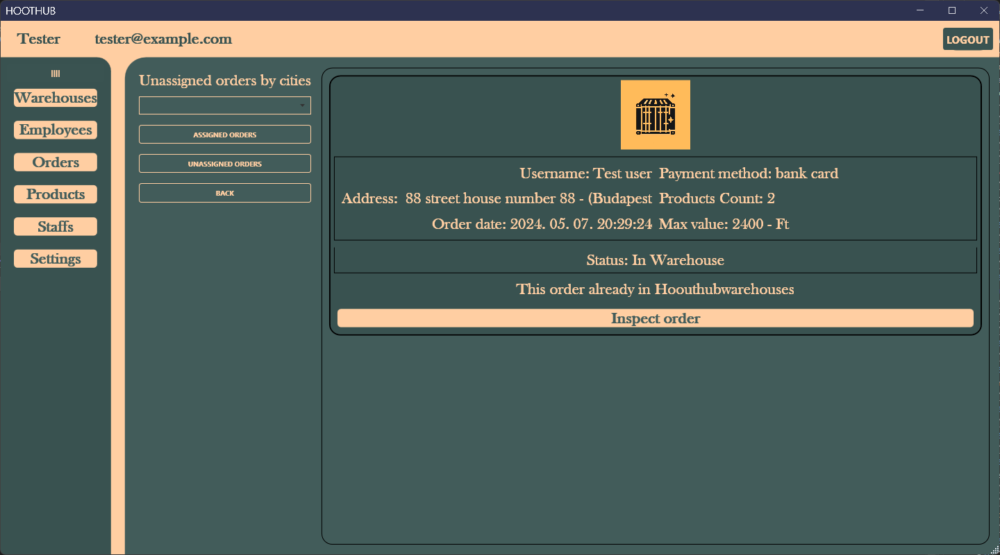 HOOTHUB
Tester tester@example.com LOGOUT
Warehouses
Employees
Orders
Products
Staffs
Settings
Unassigned orders by cities
ASSIGNED ORDERS
UNASSIGNED ORDERS
BACK
Username: Test user Payment method: bank card
Address: 88 street house number 88 - (Budapest Products Count: 2
Order date: 2024. 05. 07. 20:29:24 Max value: 2400 - Ft
Status: In Warehouse
This order already in Hoouthubwarehouses
Inspect order